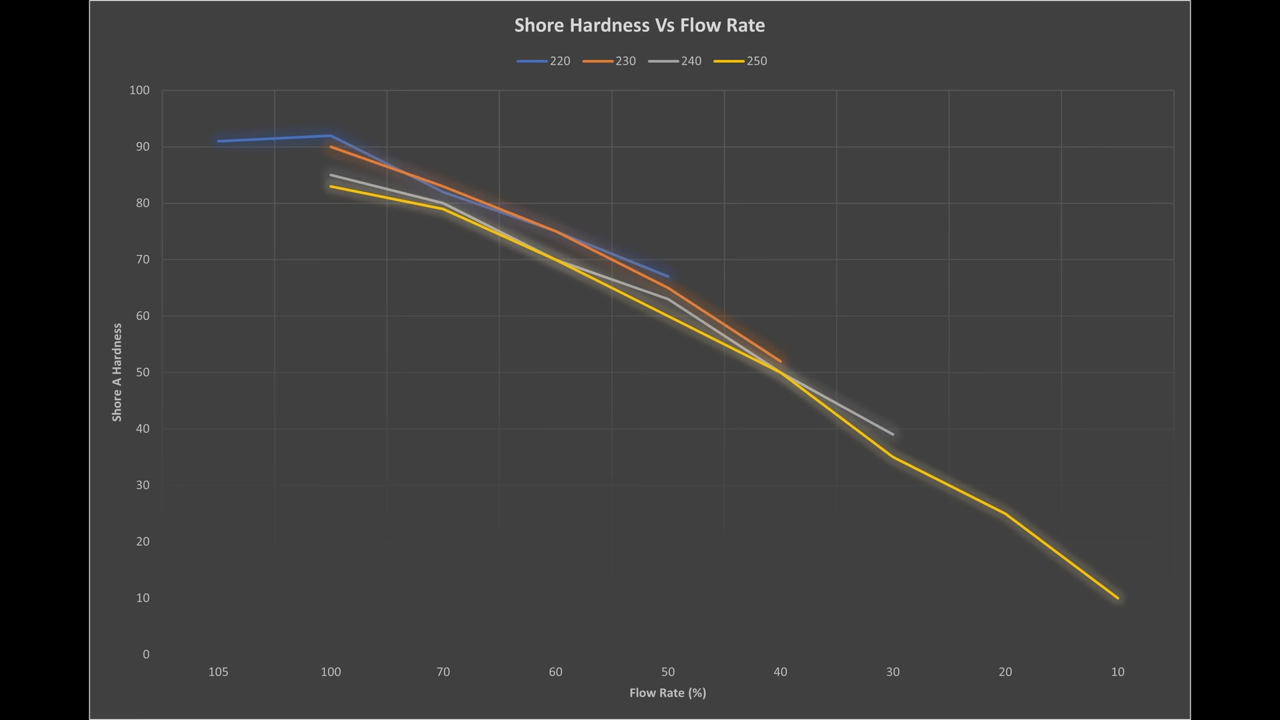 Shore Hardness Vs Flow Rate
220 230 240 250
100
90
80
70
60
50
40
30
20
10
0
Shore A Hardness
105 100 70 60 50 40 30 20 10
Flow Rate (%)